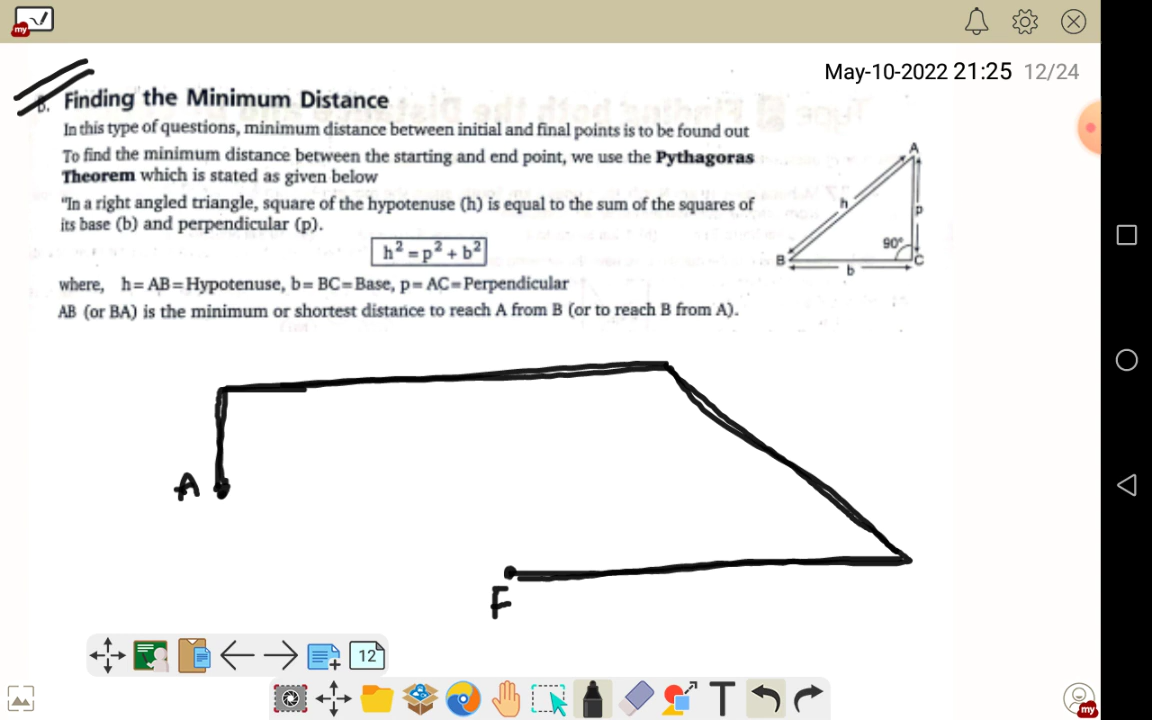 my
May-10-2022 21:25 12/24
Finding the Minimum Distance
In this type of questions, minimum distance between initial and final points is to be found out
To find the minimum distance between the starting and end point, we use the Pythagoras
Theorem which is stated as given below
"In a right angled triangle, square of the hypotenuse (h) is equal to the sum of the squares of
its base (b) and perpendicular (p).
h² = p² + b²
where, h = AB = Hypotenuse, b = BC = Base, p = AC = Perpendicular
AB (or BA) is the minimum or shortest distance to reach A from B (or to reach B from A).
A
h
p
90°
B
C
b
A
F
12
T
my